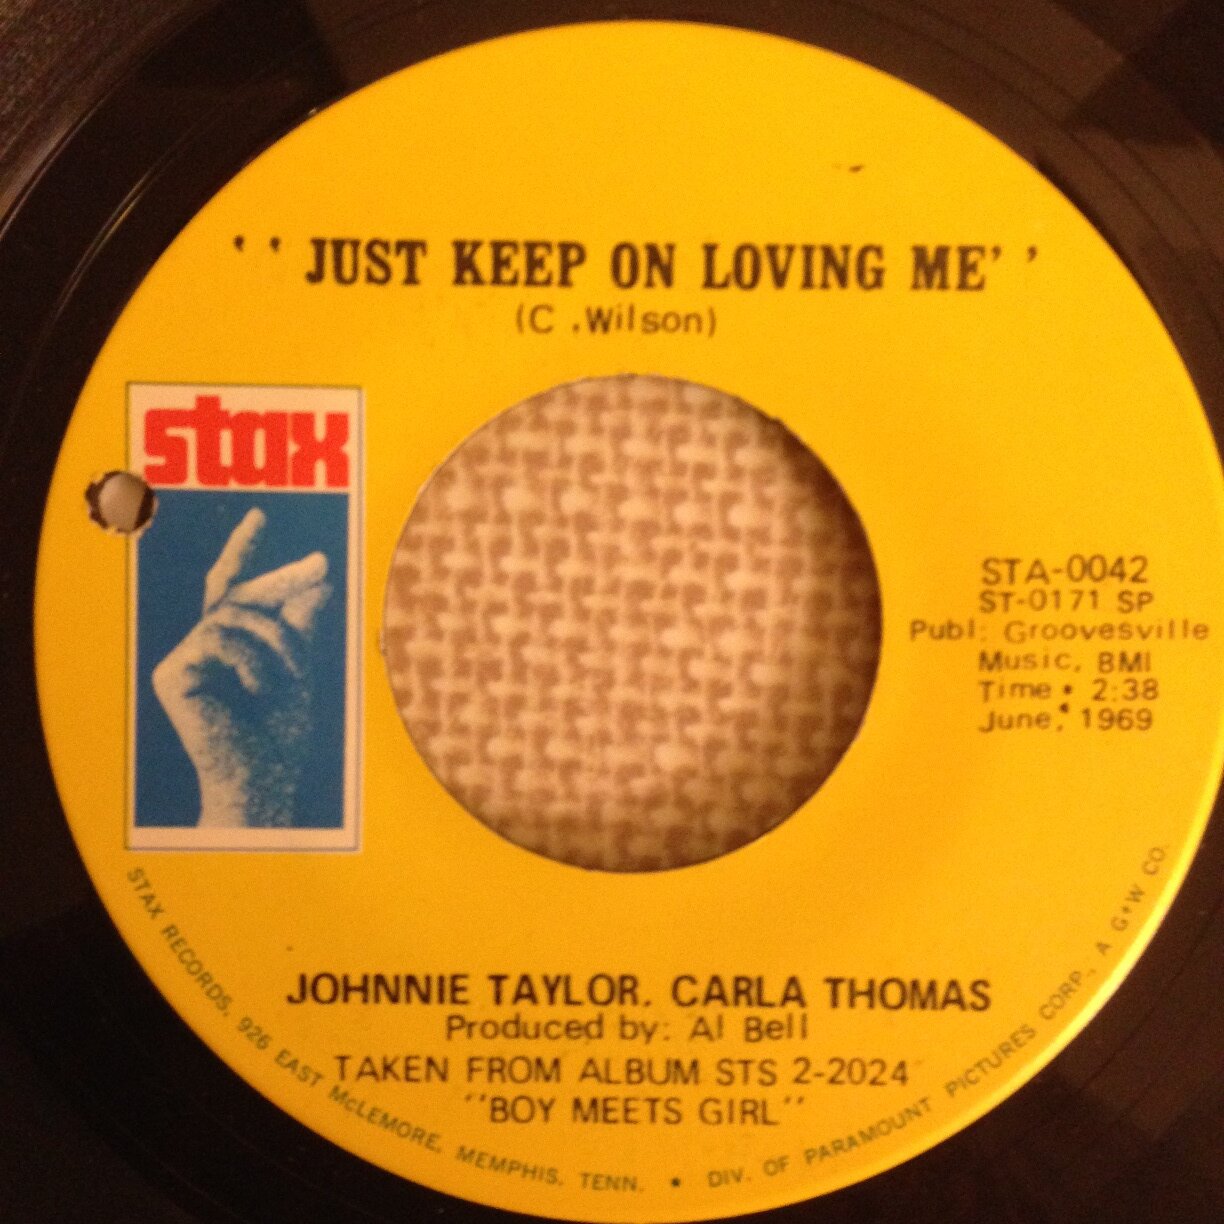 '' JUST KEEP ON LOVING ME''
(C .Wilson)
stax
STA-0042
ST-0171 SP
Publ: Groovesville
Music, BMI
Time: 2:38
June, 1969
JOHNNIE TAYLOR. CARLA THOMAS
Produced by: Al Bell
TAKEN FROM ALBUM STS 2-2024
''BOY MEETS GIRL''
STAX RECORDS, 926 EAST McLEMORE, MEMPHIS, TENN. • DIV. OF PARAMOUNT PICTURES CORP., A G+W CO.